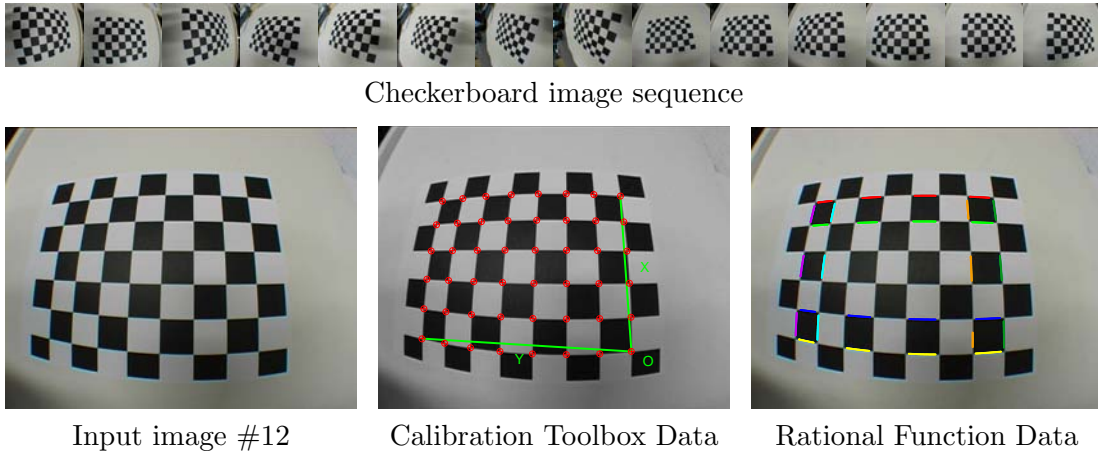 Checkerboard image sequence
X
Y
O
Input image #12
Calibration Toolbox Data
Rational Function Data